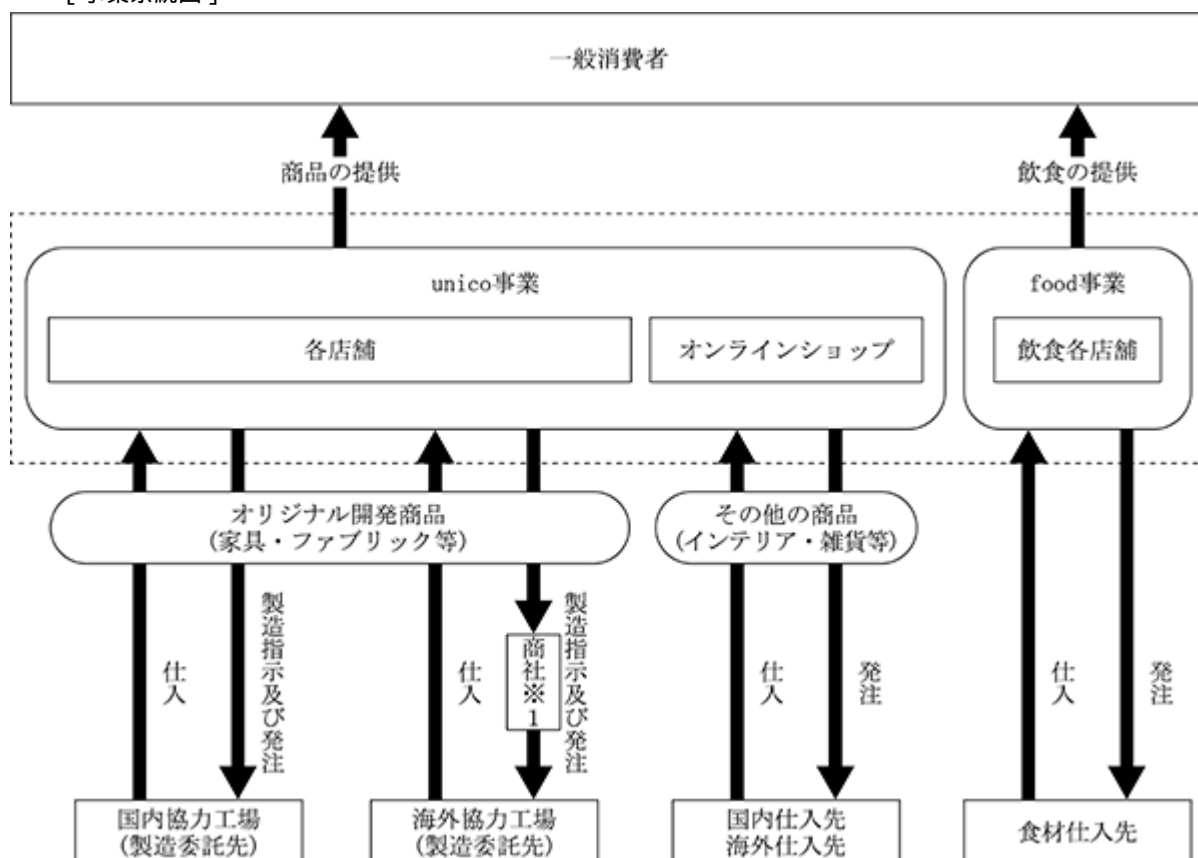 [事業系統図]
一般消費者
商品の提供
飲食の提供
unico事業
food事業
各店舗
オンラインショップ
飲食各店舗
オリジナル開発商品
(家具・ファブリック等)
その他の商品
(インテリア・雑貨等)
仕入
製造指示及び発注
仕入
商社※1
製造指示及び発注
仕入
発注
仕入
発注
国内協力工場
(製造委託先)
海外協力工場
(製造委託先)
国内仕入先
海外仕入先
食材仕入先